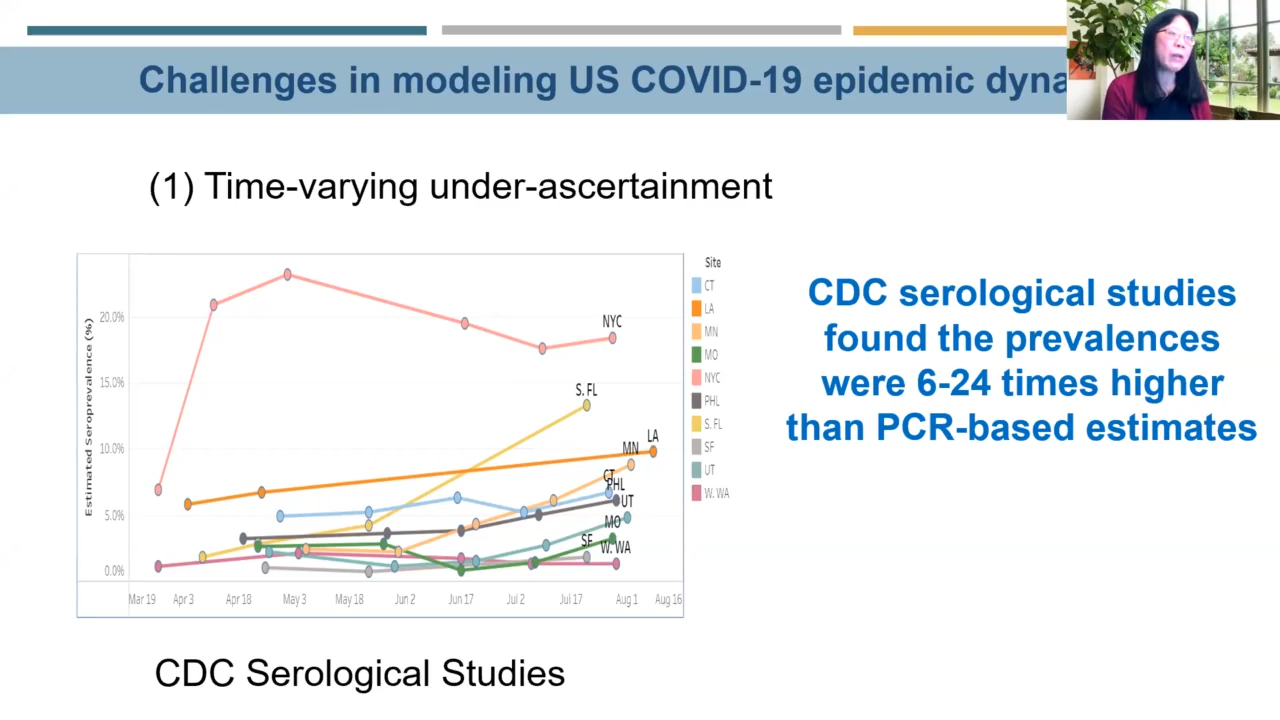 Challenges in modeling US COVID-19 epidemic dyna
(1) Time-varying under-ascertainment
Estimated Seroprevalence (%)
20.0%
15.0%
10.0%
5.0%
0.0%
NYC
S. FL
LA
MN
CT
PHL
UT
MO
SF
W. WA
Mar 19 Apr 3 Apr 18 May 3 May 18 Jun 2 Jun 17 Jul 2 Jul 17 Aug 1 Aug 16
Site
CT
LA
MN
MO
NYC
PHL
S. FL
SF
UT
W. WA
CDC serological studies
found the prevalences
were 6-24 times higher
than PCR-based estimates
CDC Serological Studies